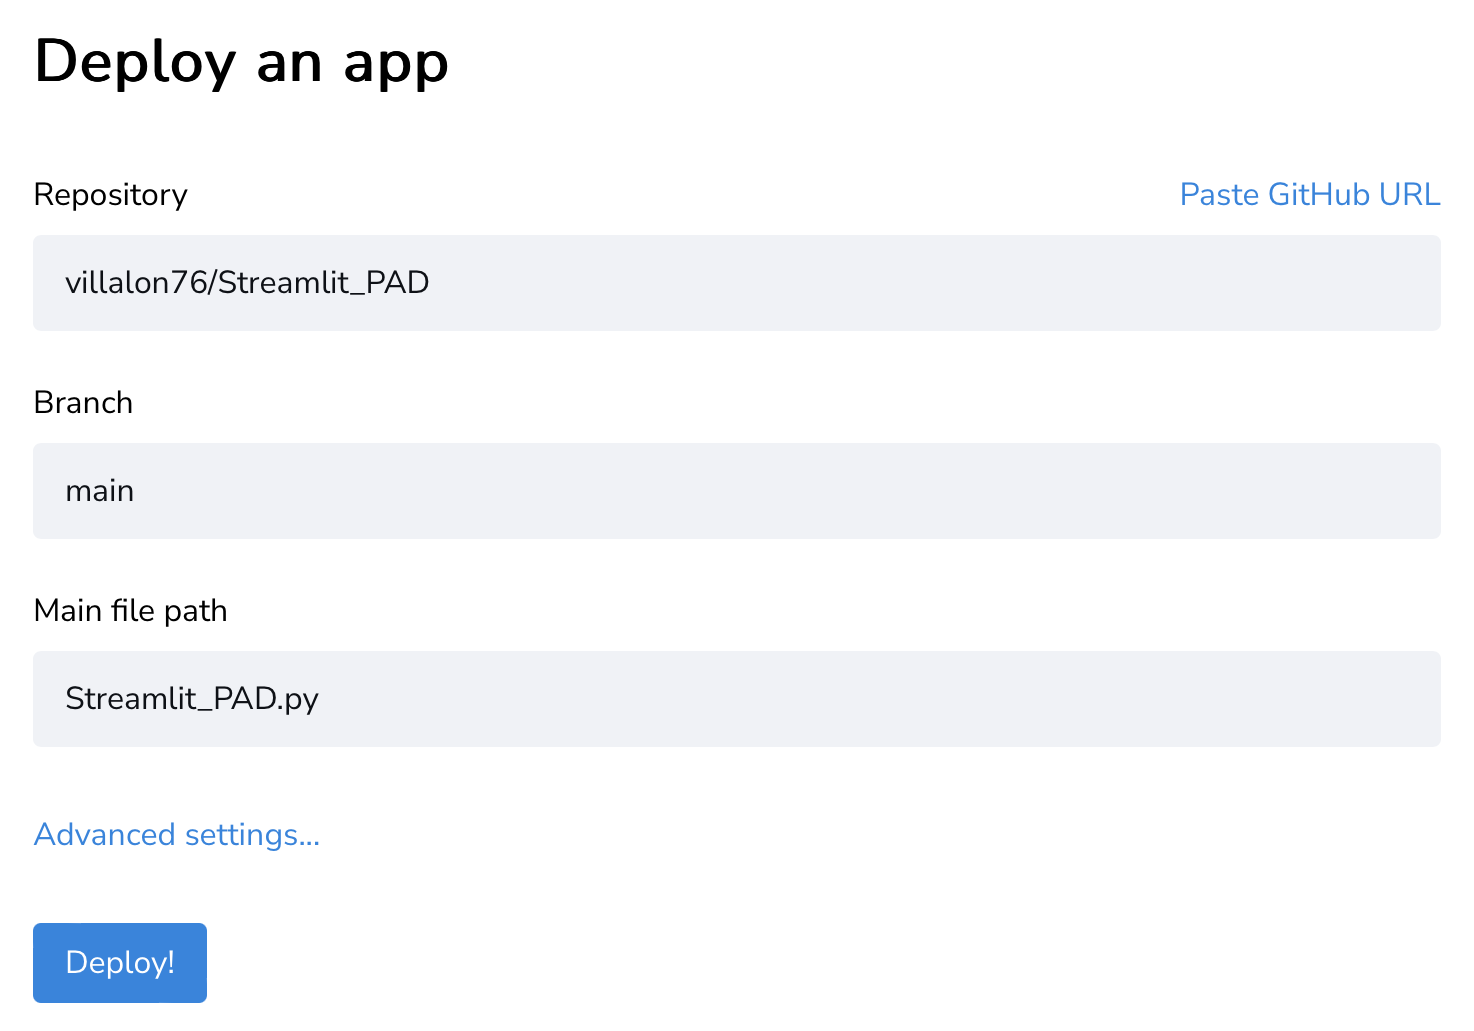 Deploy an app
Repository
Paste GitHub URL
villalon76/Streamlit_PAD
Branch
main
Main file path
Streamlit_PAD.py
Advanced settings...
Deploy!